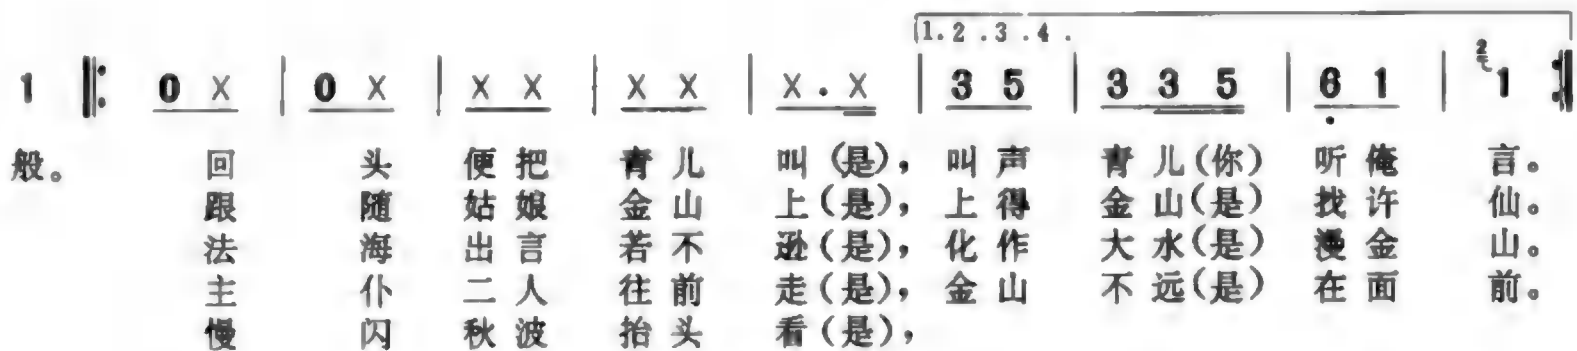 1.2.3.4.
1 ‖: 0 X | 0 X | X X | X X | X . X | 3 5 | 3 3 5 | 6 1 | 1 :‖
般。 回 头 便 把 青 儿 叫 (是)， 叫 声 青 儿 (你) 听 俺 言。
跟 随 姑 娘 金 山 上 (是)， 上 得 金 山 (是) 找 许 仙。
法 海 出 言 若 不 逊 (是)， 化 作 大 水 (是) 漫 金 山。
主 仆 二 人 往 前 走 (是)， 金 山 不 远 (是) 在 面 前。
慢 闪 秋 波 抬 头 看 (是)，